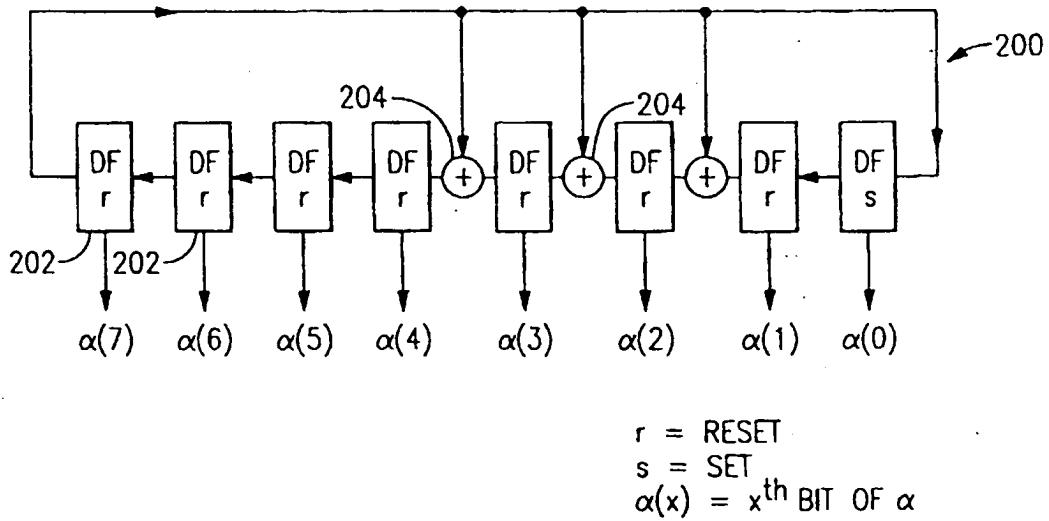 200
204
204
DF DF DF DF DF DF DF DF
r r r r r r r s
+ + +
202 202
α(7) α(6) α(5) α(4) α(3) α(2) α(1) α(0)
r = RESET
s = SET
α(x) = xth BIT OF α